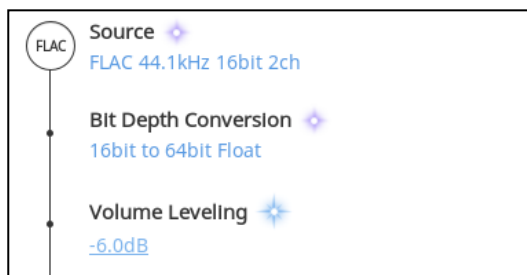 FLAC
Source
FLAC 44.1kHz 16bit 2ch
Bit Depth Conversion
16bit to 64bit Float
Volume Leveling
-6.0dB